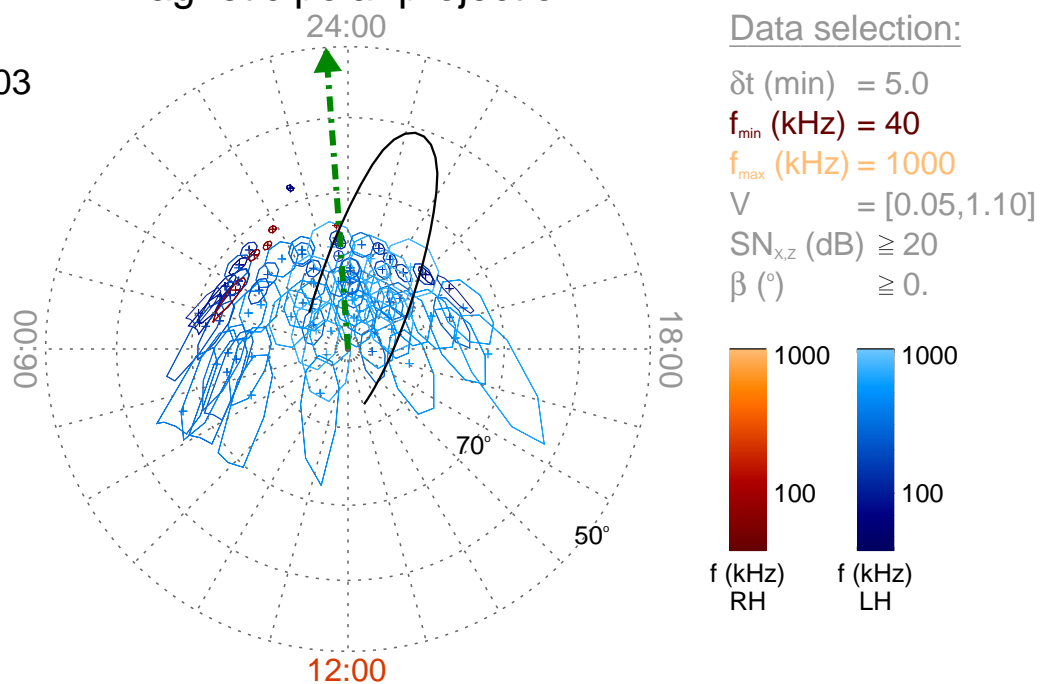 24:00
03
06:00
18:00
70°
50°
12:00
Data selection:
δt (min) = 5.0
fmin (kHz) = 40
fmax (kHz) = 1000
V = [0.05,1.10]
SNx,z (dB) ≧ 20
β (°) ≧ 0.
1000
1000
100
100
f (kHz)
RH
f (kHz)
LH